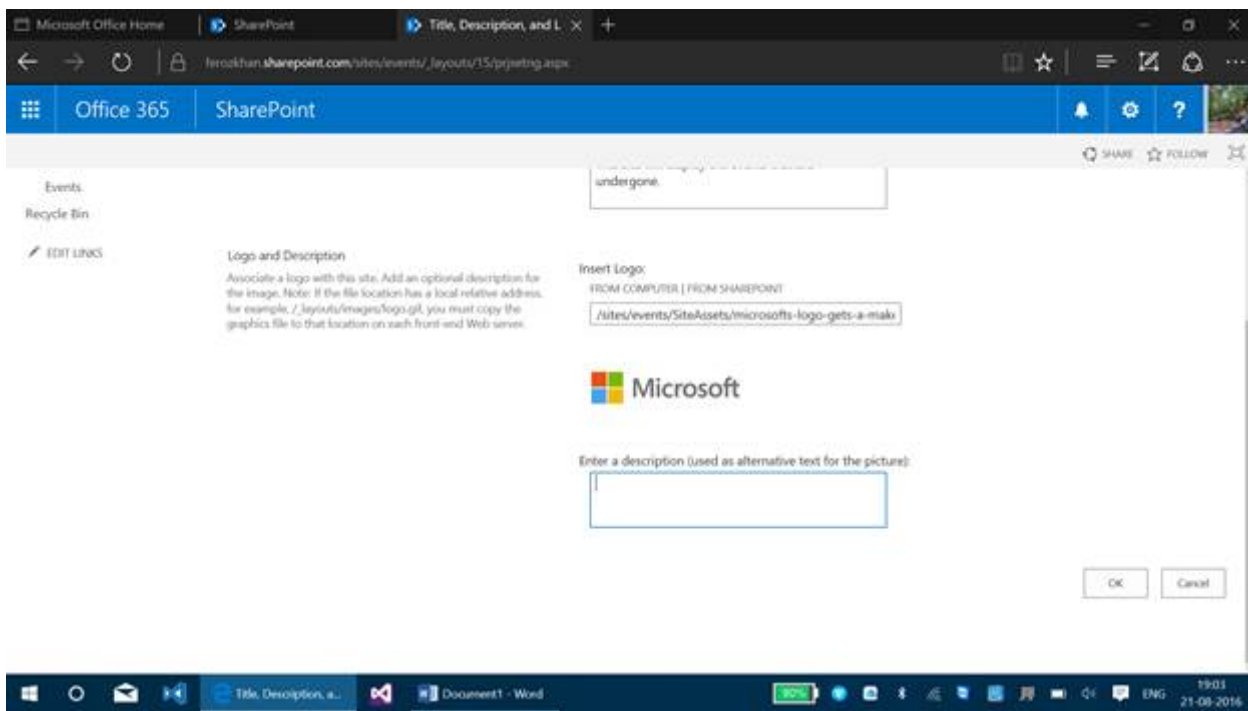 Microsoft Office Home
SharePoint
Title, Description, and L
ferozkhan.sharepoint.com/sites/events/_layouts/15/prjsetng.aspx
Office 365
SharePoint
?
SHARE
FOLLOW
Events
Recycle Bin
EDIT LINKS
undergone.
Logo and Description
Associate a logo with this site. Add an optional description for
the image. Note: If the file location has a local relative address,
for example, /_layouts/images/logo.gif, you must copy the
graphics file to that location on each front-end Web server.
Insert Logo:
FROM COMPUTER | FROM SHAREPOINT
/sites/events/SiteAssets/microsofts-logo-gets-a-make
Microsoft
Enter a description (used as alternative text for the picture):
OK
Cancel
Title, Description, a...
Document1 - Word
90%
ENG
19:03
21-08-2016